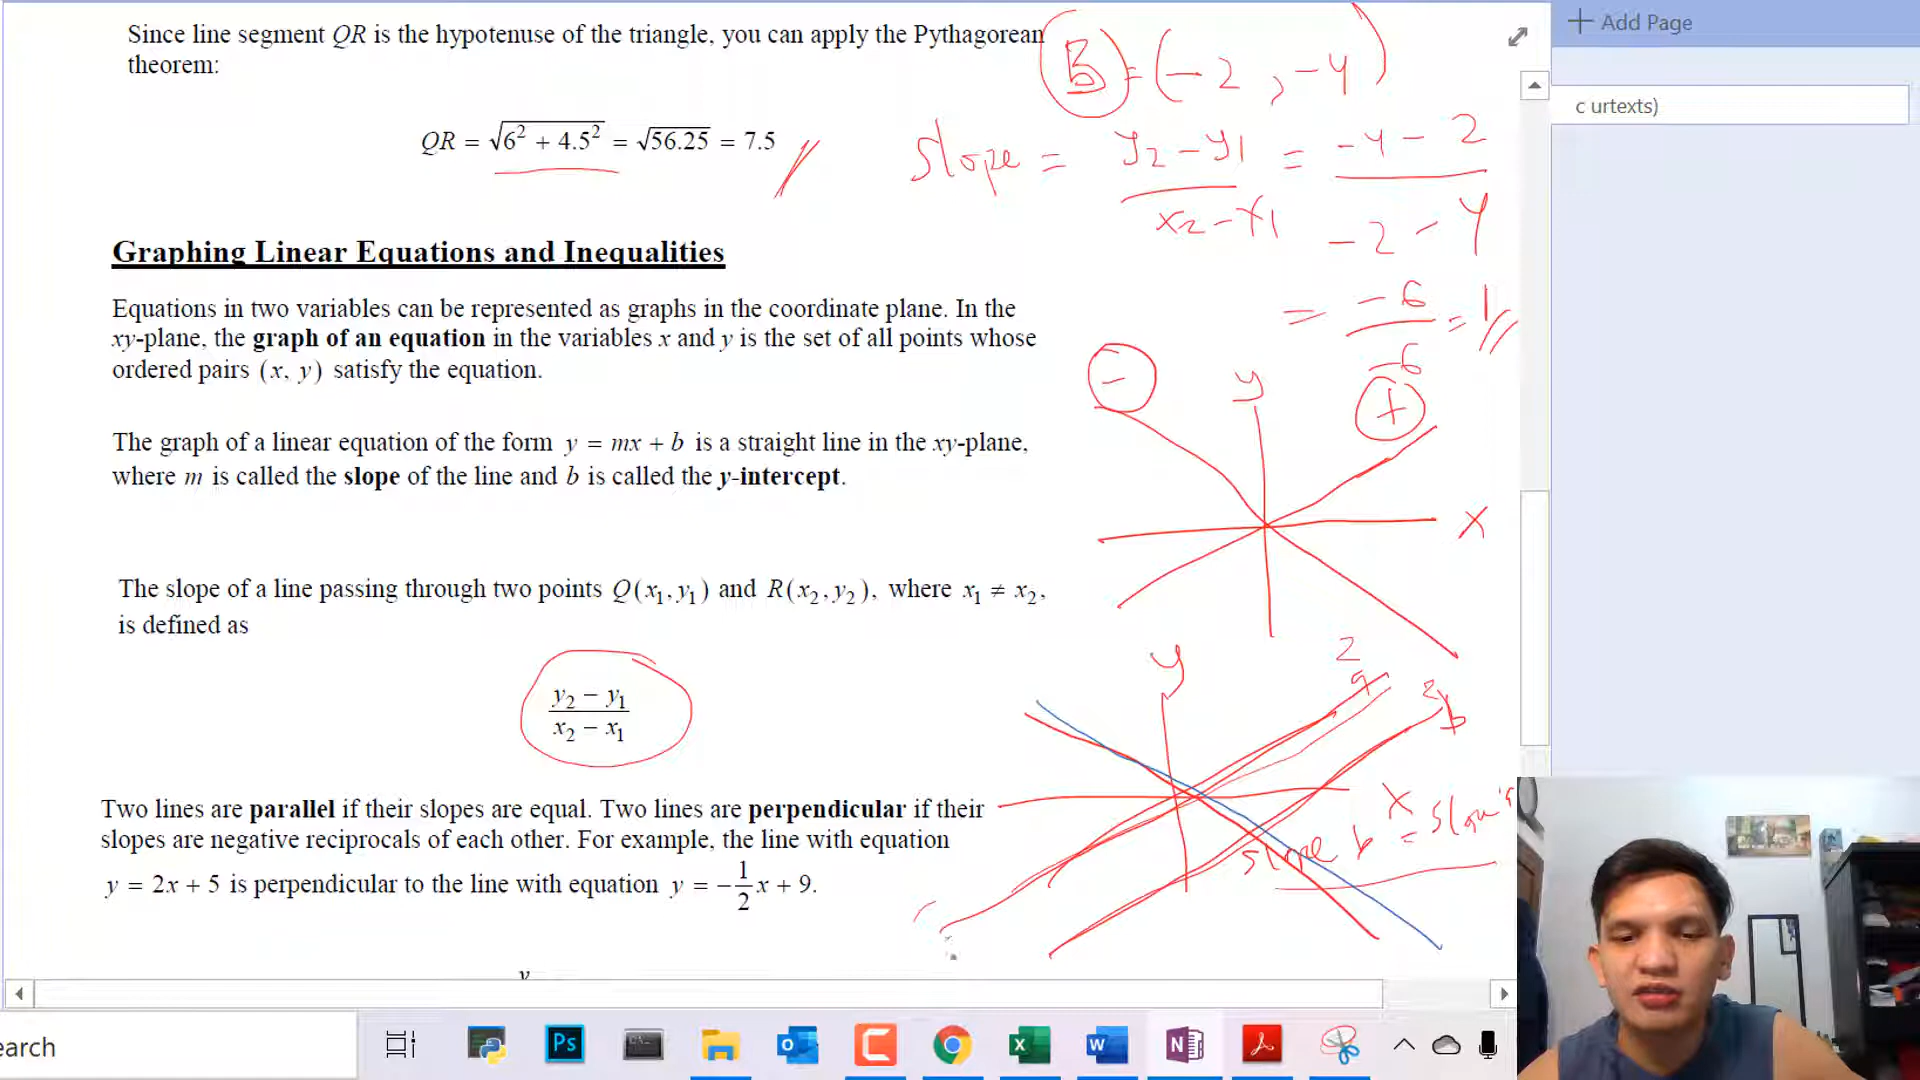 Since line segment QR is the hypotenuse of the triangle, you can apply the Pythagorean
theorem:
QR = √6² + 4.5² = √56.25 = 7.5
Graphing Linear Equations and Inequalities
Equations in two variables can be represented as graphs in the coordinate plane. In the
xy-plane, the graph of an equation in the variables x and y is the set of all points whose
ordered pairs (x, y) satisfy the equation.
The graph of a linear equation of the form y = mx + b is a straight line in the xy-plane,
where m is called the slope of the line and b is called the y-intercept.
The slope of a line passing through two points Q(x₁, y₁) and R(x₂, y₂), where x₁ ≠ x₂,
is defined as
y₂ − y₁
x₂ − x₁
Two lines are parallel if their slopes are equal. Two lines are perpendicular if their
slopes are negative reciprocals of each other. For example, the line with equation
y = 2x + 5 is perpendicular to the line with equation y = −1/2x + 9.
y
B = (−2, −4)
slope = y2 − y1 = −4 − 2
x2 − x1
−2 − 4
= −6 = 1
−6
−
y
+
x
y
2
2
b
x
slope b =
Add Page
c urtexts)
earch
Ps